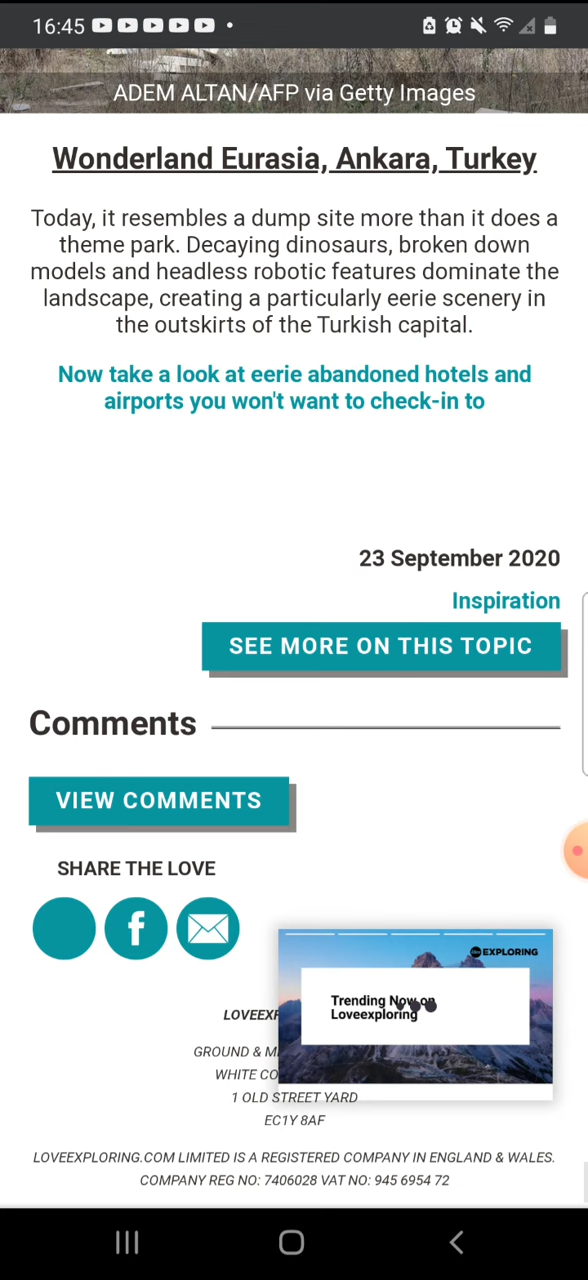 16:45
ADEM ALTAN/AFP via Getty Images
Wonderland Eurasia, Ankara, Turkey
Today, it resembles a dump site more than it does a
theme park. Decaying dinosaurs, broken down
models and headless robotic features dominate the
landscape, creating a particularly eerie scenery in
the outskirts of the Turkish capital.
Now take a look at eerie abandoned hotels and
airports you won't want to check-in to
23 September 2020
Inspiration
SEE MORE ON THIS TOPIC
Comments
VIEW COMMENTS
SHARE THE LOVE
EXPLORING
Trending Now on
Loveexploring
GROUND &
WHITE
1 OLD STREET YARD
EC1Y 8AF
LOVEEXPLORING.COM LIMITED IS A REGISTERED COMPANY IN ENGLAND & WALES.
COMPANY REG NO: 7406028 VAT NO: 945 6954 72